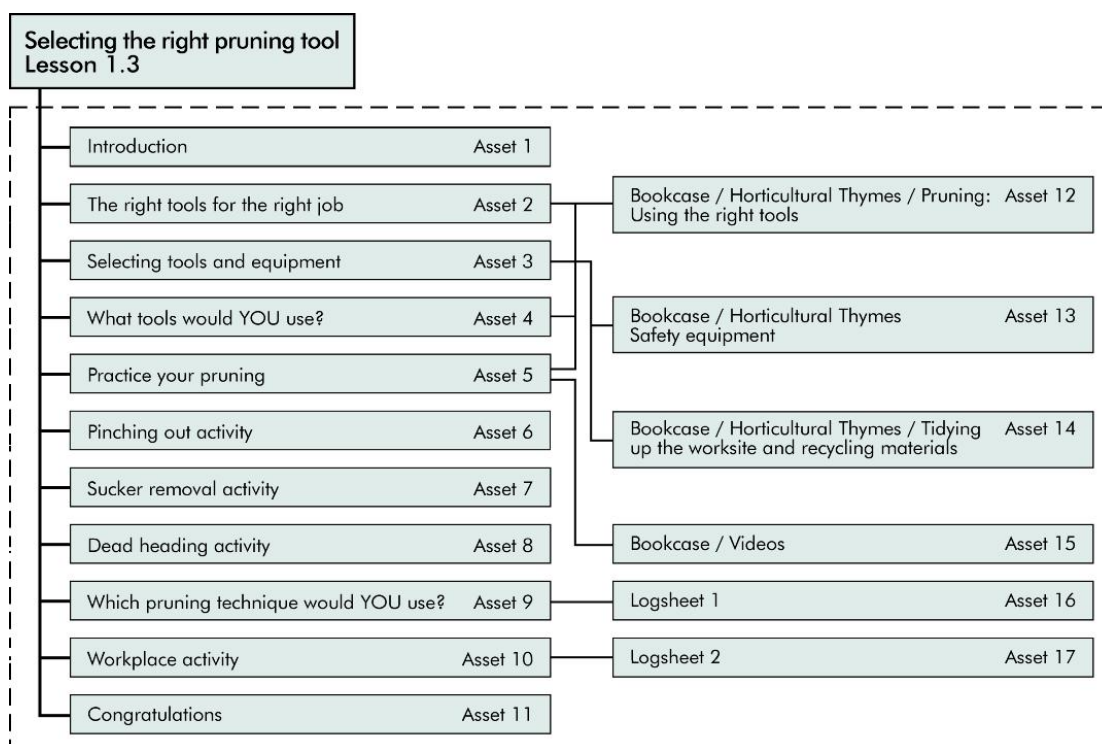 Selecting the right pruning tool
Lesson 1.3
Introduction Asset 1
The right tools for the right job Asset 2
Selecting tools and equipment Asset 3
What tools would YOU use? Asset 4
Practice your pruning Asset 5
Pinching out activity Asset 6
Sucker removal activity Asset 7
Dead heading activity Asset 8
Which pruning technique would YOU use? Asset 9
Workplace activity Asset 10
Congratulations Asset 11
Bookcase / Horticultural Thymes / Pruning: Asset 12
Using the right tools
Bookcase / Horticultural Thymes Asset 13
Safety equipment
Bookcase / Horticultural Thymes / Tidying Asset 14
up the worksite and recycling materials
Bookcase / Videos Asset 15
Logsheet 1 Asset 16
Logsheet 2 Asset 17